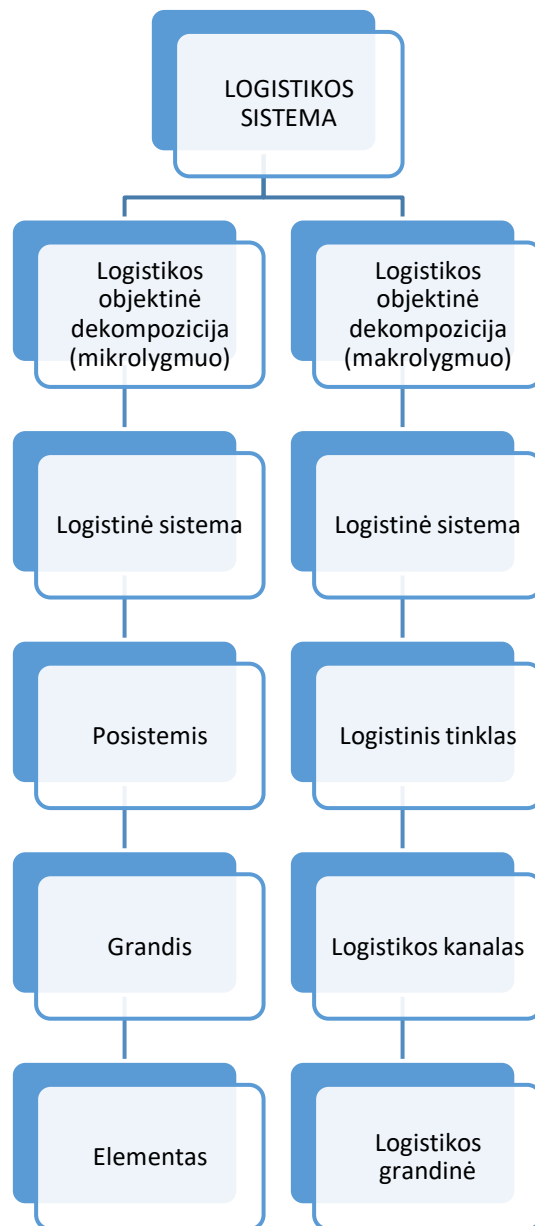 LOGISTIKOS
SISTEMA
Logistikos
objektinė
dekompozicija
(mikrolygmuo)
Logistikos
objektinė
dekompozicija
(makrolygmuo)
Logistinė sistema
Logistinė sistema
Posistemis
Logistinis tinklas
Grandis
Logistikos kanalas
Elementas
Logistikos
grandinė